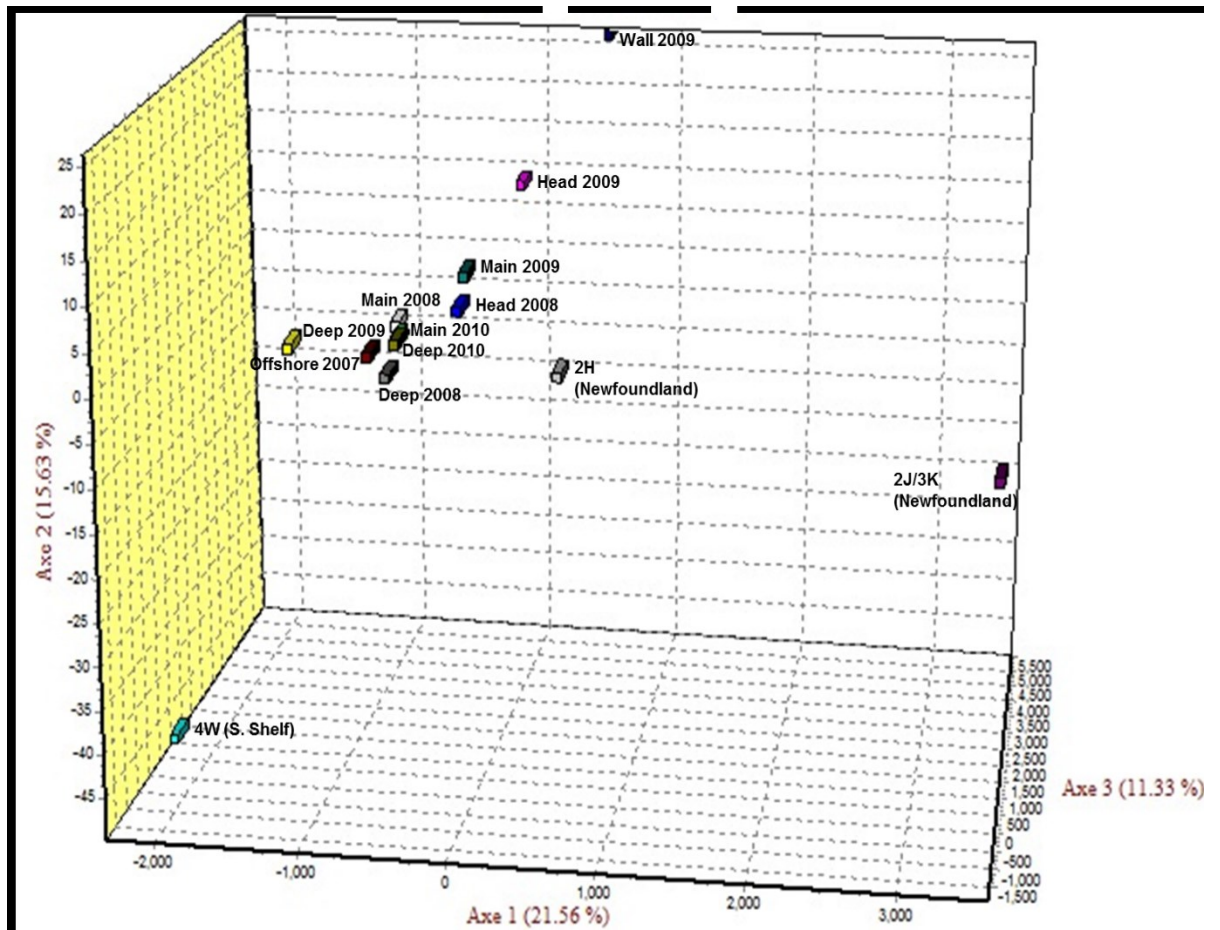 Wall 2009
25
Head 2009
20
15
Main 2009
10
Main 2008
Head 2008
5
Deep 2009
Main 2010
Offshore 2007
Deep 2010
0
2H
(Newfoundland)
Deep 2008
-5
-10
2J/3K
(Newfoundland)
-15
-20
-25
-30
-35
-40
-45
Axe 2 (15.63 %)
4W (S. Shelf)
5,500
5,000
4,500
4,000
3,500
3,000
2,500
2,000
1,500
1,000
500
0
-500
-1,000
-1,500
Axe 3 (11.33 %)
-2,000
-1,000
0
1,000
2,000
3,000
Axe 1 (21.56 %)